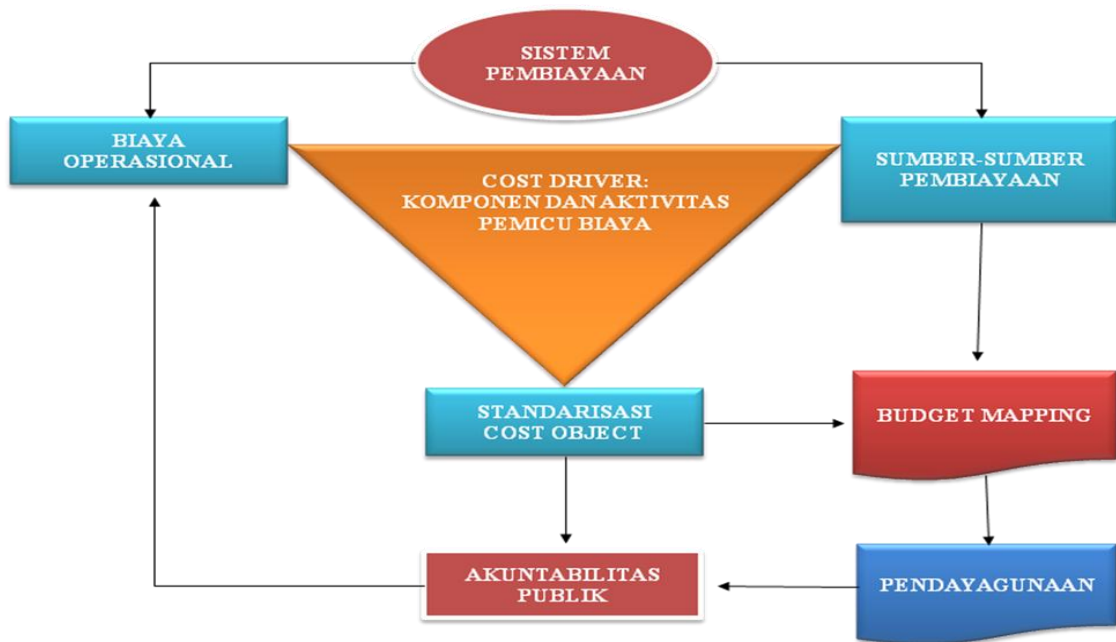 SISTEM
PEMBIAYAAN
BIAYA
OPERASIONAL
SUMBER-SUMBER
PEMBIAYAAN
COST DRIVER:
KOMPONEN DAN AKTIVITAS
PEMICU BIAYA
STANDARISASI
COST OBJECT
BUDGET MAPPING
AKUNTABILITAS
PUBLIK
PENDAYAGUNAAN